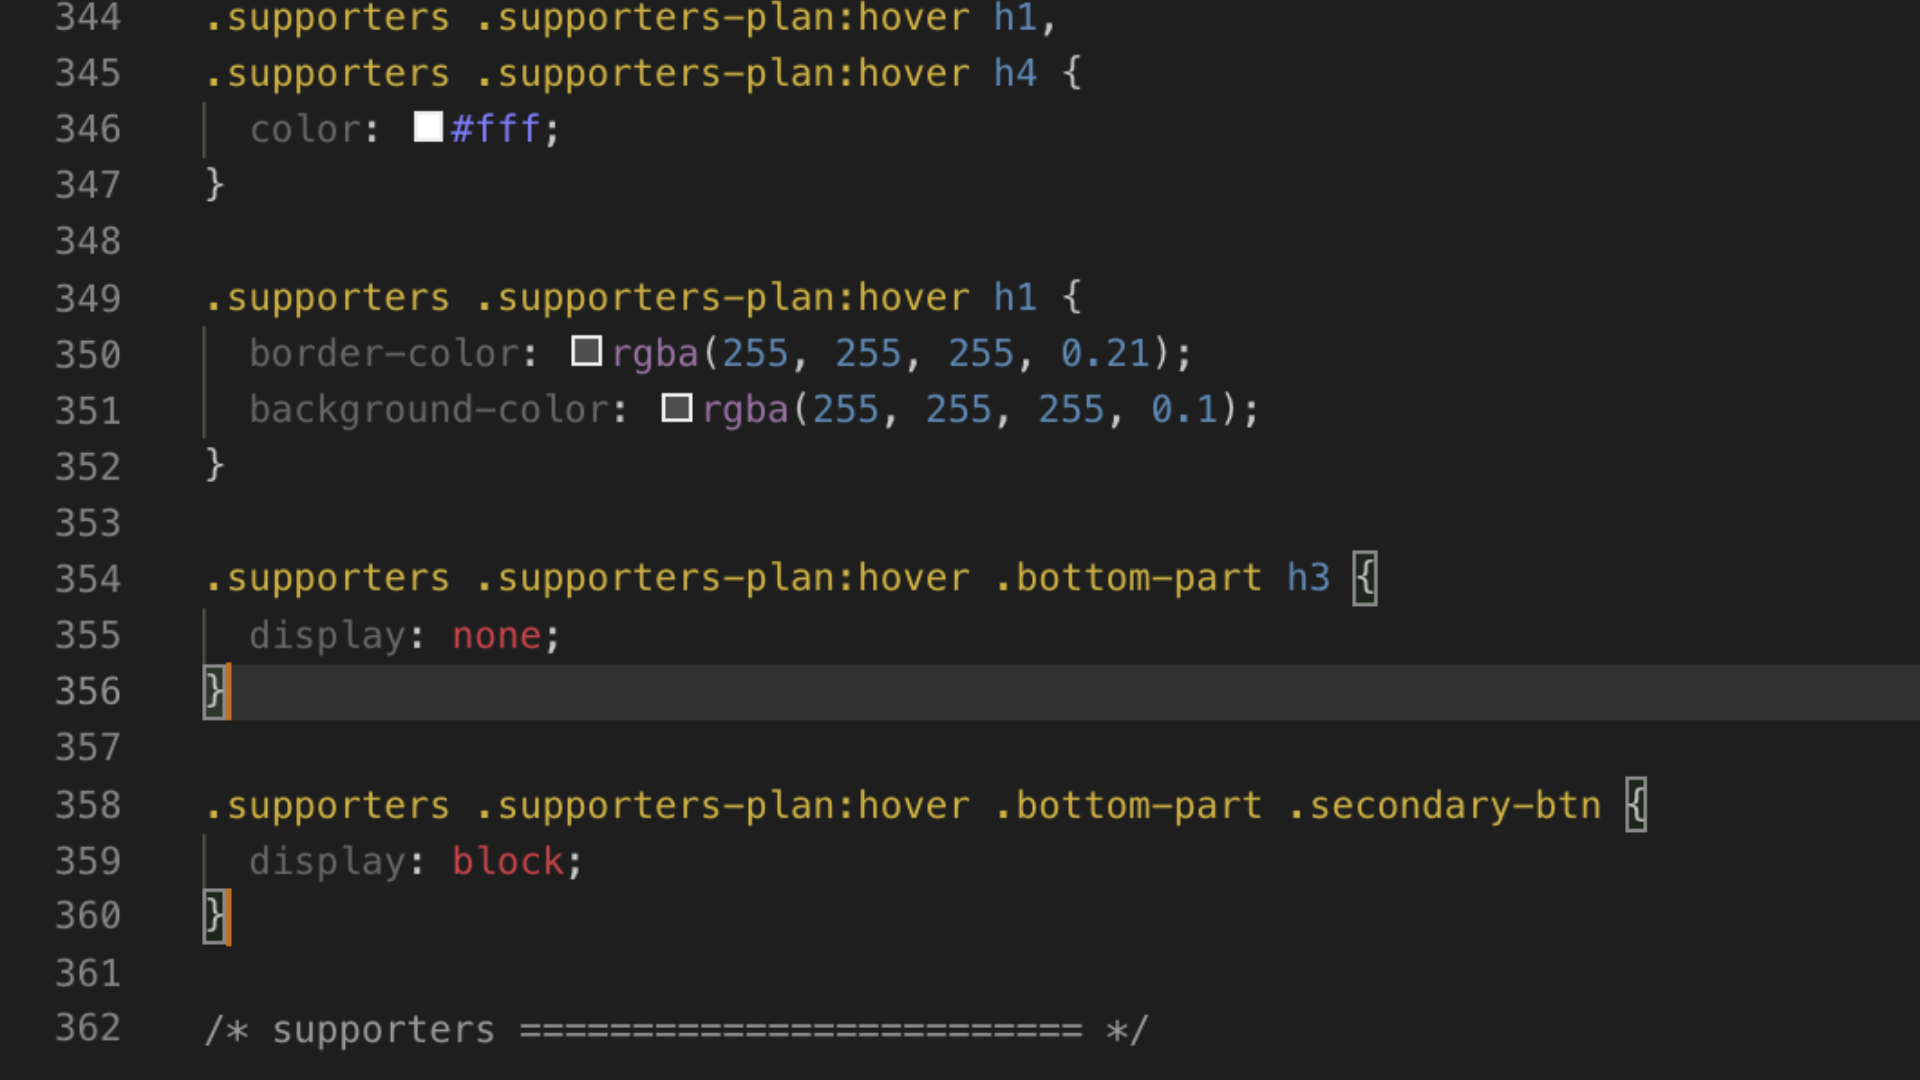 344 .supporters .supporters-plan:hover h1,
345 .supporters .supporters-plan:hover h4 {
346 color: #fff;
347 }
348
349 .supporters .supporters-plan:hover h1 {
350 border-color: rgba(255, 255, 255, 0.21);
351 background-color: rgba(255, 255, 255, 0.1);
352 }
353
354 .supporters .supporters-plan:hover .bottom-part h3 {
355 display: none;
356 }
357
358 .supporters .supporters-plan:hover .bottom-part .secondary-btn {
359 display: block;
360 }
361
362 /* supporters ========================= */